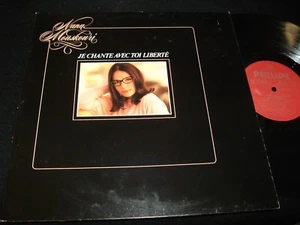 Nana
Mouskouri
JE CHANTE AVEC TOI LIBERTÉ
PHILIPS